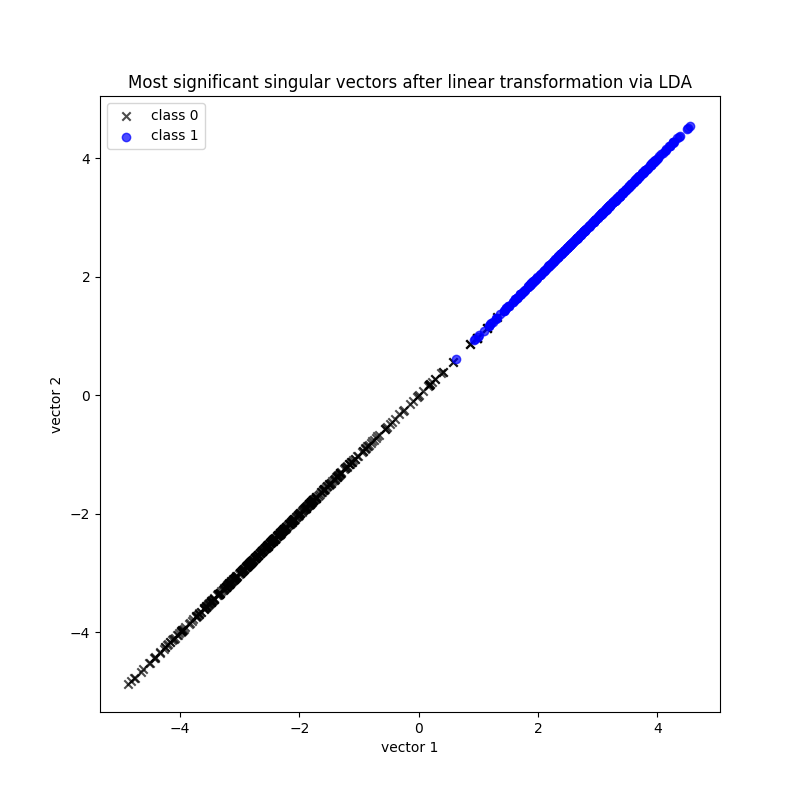 Most significant singular vectors after linear transformation via LDA
class 0
class 1
vector 2
4
2
0
−2
−4
−4 −2 0 2 4
vector 1